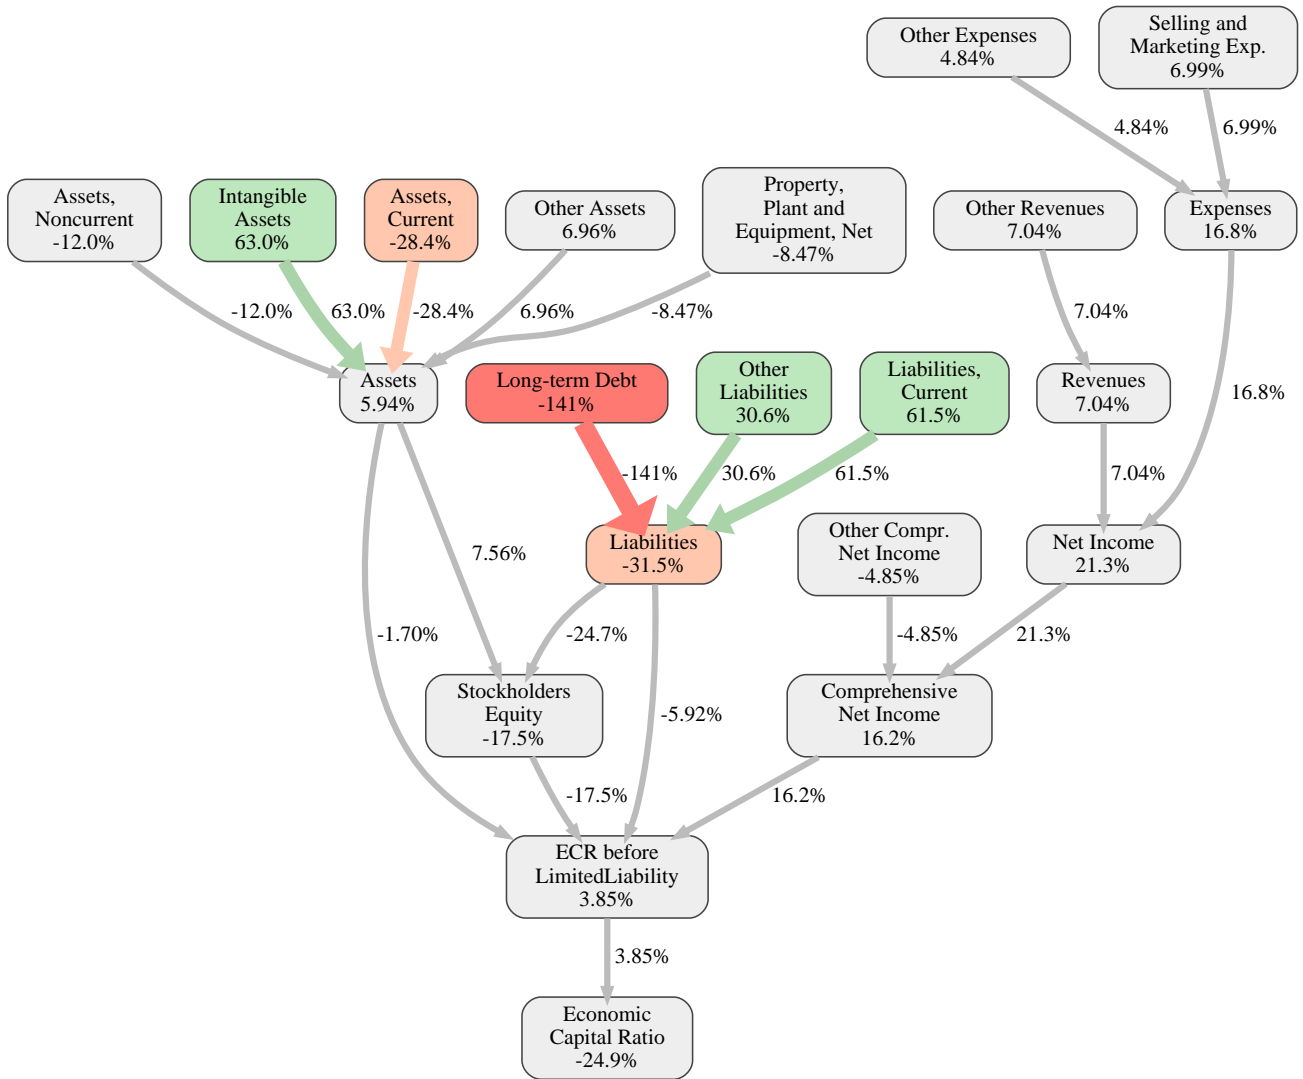 Other Expenses
4.84%
Selling and
Marketing Exp.
6.99%
4.84%
6.99%
Assets,
Noncurrent
-12.0%
Intangible
Assets
63.0%
Assets,
Current
-28.4%
Other Assets
6.96%
Property,
Plant and
Equipment, Net
-8.47%
Other Revenues
7.04%
Expenses
16.8%
-12.0%
63.0%
-28.4%
6.96%
-8.47%
7.04%
16.8%
Assets
5.94%
Long-term Debt
-141%
Other
Liabilities
30.6%
Liabilities,
Current
61.5%
Revenues
7.04%
-141%
30.6%
61.5%
7.04%
7.56%
Liabilities
-31.5%
Other Compr.
Net Income
-4.85%
Net Income
21.3%
-1.70%
-24.7%
-4.85%
21.3%
Stockholders
Equity
-17.5%
-5.92%
Comprehensive
Net Income
16.2%
-17.5%
16.2%
ECR before
LimitedLiability
3.85%
3.85%
Economic
Capital Ratio
-24.9%